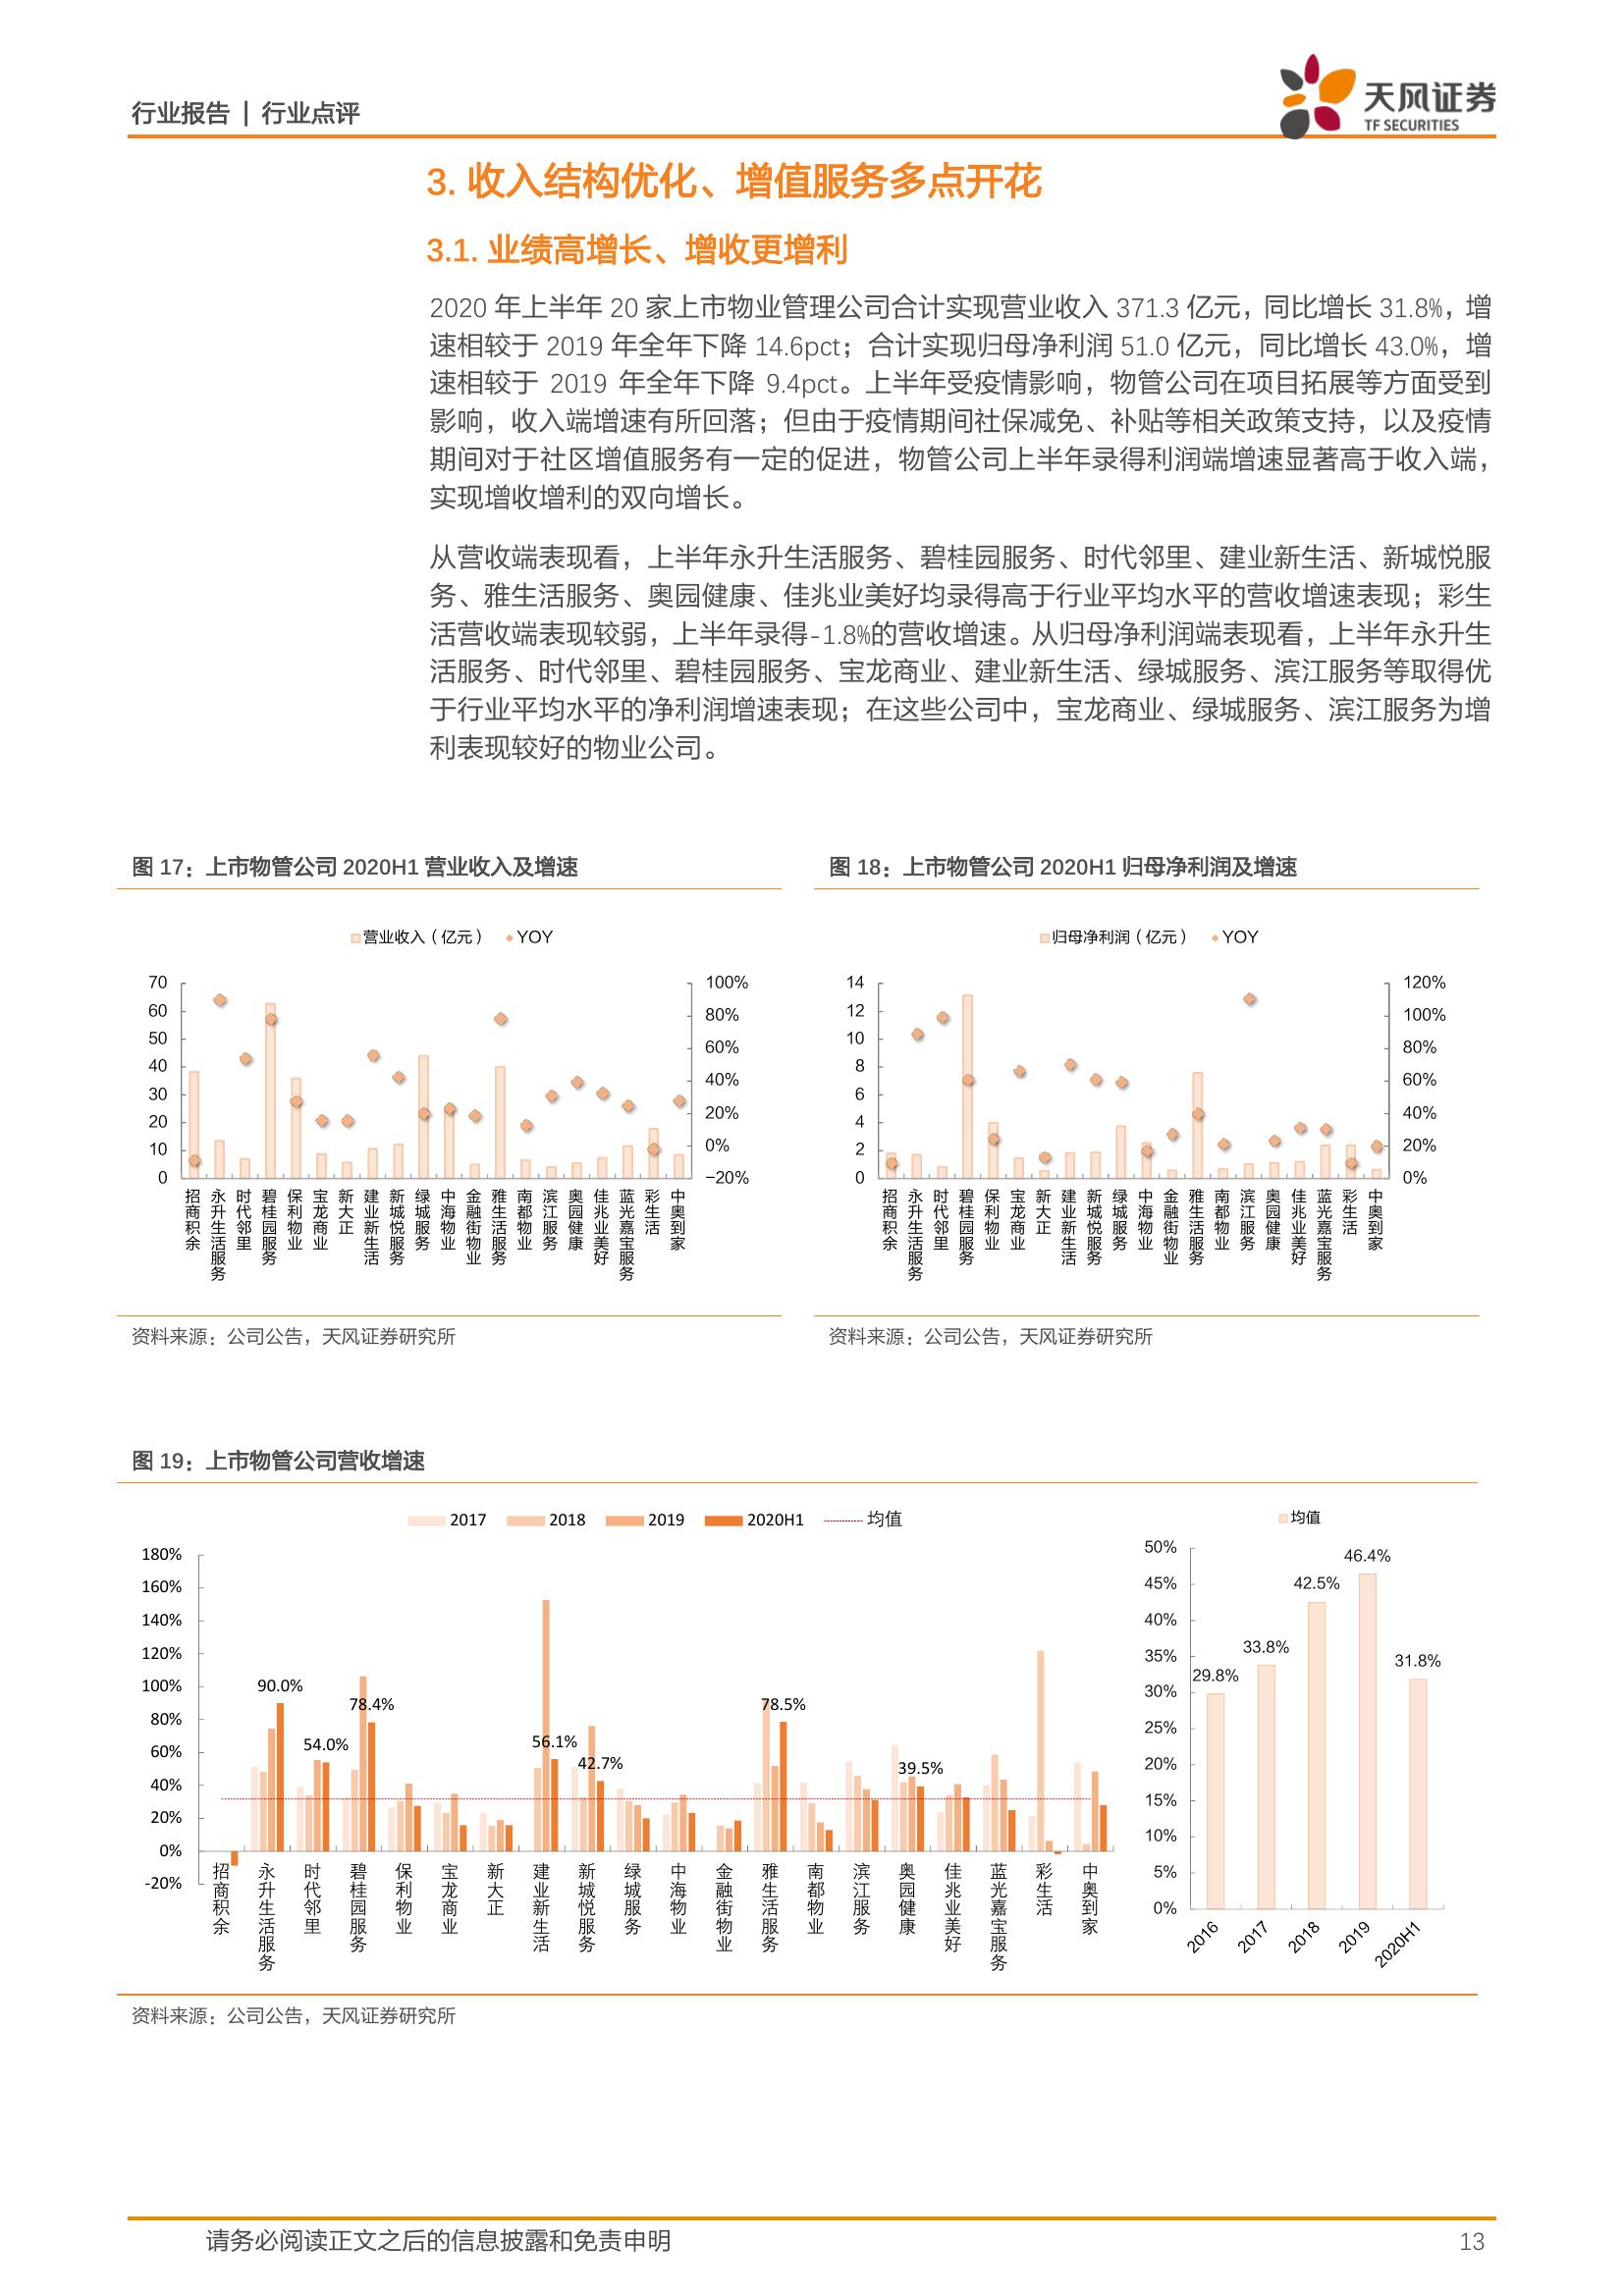 行业报告 | 行业点评
天风证券
TF SECURITIES
3. 收入结构优化、增值服务多点开花
3.1. 业绩高增长、增收更增利
2020 年上半年 20 家上市物业管理公司合计实现营业收入 371.3 亿元，同比增长 31.8%，增
速相较于 2019 年全年下降 14.6pct；合计实现归母净利润 51.0 亿元，同比增长 43.0%，增
速相较于 2019 年全年下降 9.4pct。上半年受疫情影响，物管公司在项目拓展等方面受到
影响，收入端增速有所回落；但由于疫情期间社保减免、补贴等相关政策支持，以及疫情
期间对于社区增值服务有一定的促进，物管公司上半年录得利润端增速显著高于收入端，
实现增收增利的双向增长。
从营收端表现看，上半年永升生活服务、碧桂园服务、时代邻里、建业新生活、新城悦服
务、雅生活服务、奥园健康、佳兆业美好均录得高于行业平均水平的营收增速表现；彩生
活营收端表现较弱，上半年录得-1.8%的营收增速。从归母净利润端表现看，上半年永升生
活服务、时代邻里、碧桂园服务、宝龙商业、建业新生活、绿城服务、滨江服务等取得优
于行业平均水平的净利润增速表现；在这些公司中，宝龙商业、绿城服务、滨江服务为增
利表现较好的物业公司。
图 17：上市物管公司 2020H1 营业收入及增速
营业收入（亿元） YOY
70
60
50
40
30
20
10
0
100%
80%
60%
40%
20%
0%
−20%
招商积余
永升生活服务
时代邻里
碧桂园服务
保利物业
宝龙商业
新大正
建业新生活
新城悦服务
绿城服务
中海物业
金融街物业
雅生活服务
南都物业
滨江服务
奥园健康
佳兆业美好
蓝光嘉宝服务
彩生活
中奥到家
资料来源：公司公告，天风证券研究所
图 18：上市物管公司 2020H1 归母净利润及增速
归母净利润（亿元） YOY
14
12
10
8
6
4
2
0
120%
100%
80%
60%
40%
20%
0%
招商积余
永升生活服务
时代邻里
碧桂园服务
保利物业
宝龙商业
新大正
建业新生活
新城悦服务
绿城服务
中海物业
金融街物业
雅生活服务
南都物业
滨江服务
奥园健康
佳兆业美好
蓝光嘉宝服务
彩生活
中奥到家
资料来源：公司公告，天风证券研究所
图 19：上市物管公司营收增速
2017 2018 2019 2020H1 均值
180%
160%
140%
120%
100%
80%
60%
40%
20%
0%
-20%
90.0%
54.0%
78.4%
56.1%
42.7%
78.5%
39.5%
招商积余
永升生活服务
时代邻里
碧桂园服务
保利物业
宝龙商业
新大正
建业新生活
新城悦服务
绿城服务
中海物业
金融街物业
雅生活服务
南都物业
滨江服务
奥园健康
佳兆业美好
蓝光嘉宝服务
彩生活
中奥到家
均值
50%
45%
40%
35%
30%
25%
20%
15%
10%
5%
0%
29.8%
33.8%
42.5%
46.4%
31.8%
2016
2017
2018
2019
2020H1
资料来源：公司公告，天风证券研究所
请务必阅读正文之后的信息披露和免责申明
13